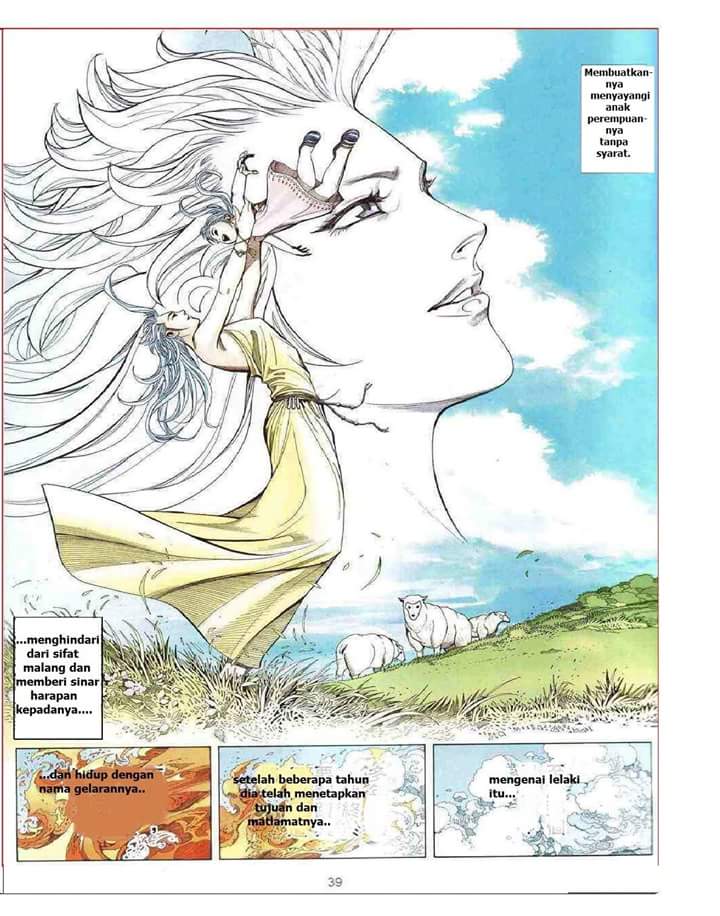 Membuatkan-
nya
menyayangi
anak
perempuan-
nya
tanpa
syarat.
...menghindari
dari sifat
malang dan
memberi sinar
harapan
kepadanya....
...dan hidup dengan
nama gelarannya..
setelah beberapa tahun
dia telah menetapkan
tujuan dan
matlamatnya..
mengenai lelaki
itu...
39